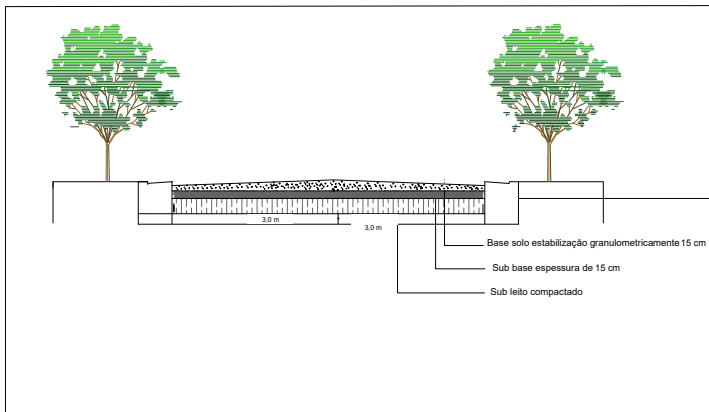 3,0 m
3,0 m
Base solo estabilização granulometricamente 15 cm
Sub base espessura de 15 cm
Sub leito compactado